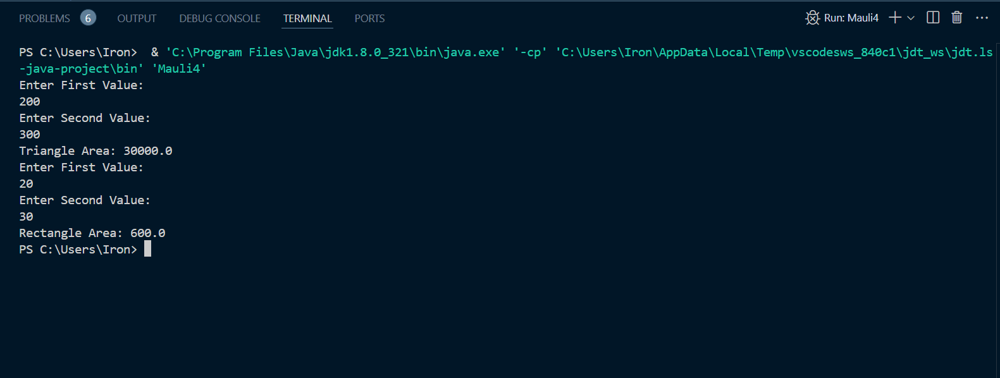 PROBLEMS 6 OUTPUT DEBUG CONSOLE TERMINAL PORTS Run: Mauli4
PS C:\Users\Iron>  & 'C:\Program Files\Java\jdk1.8.0_321\bin\java.exe' '-cp' 'C:\Users\Iron\AppData\Local\Temp\vscodesws_840c1\jdt_ws\jdt.ls
-java-project\bin' 'Mauli4'
Enter First Value:
200
Enter Second Value:
300
Triangle Area: 30000.0
Enter First Value:
20
Enter Second Value:
30
Rectangle Area: 600.0
PS C:\Users\Iron>